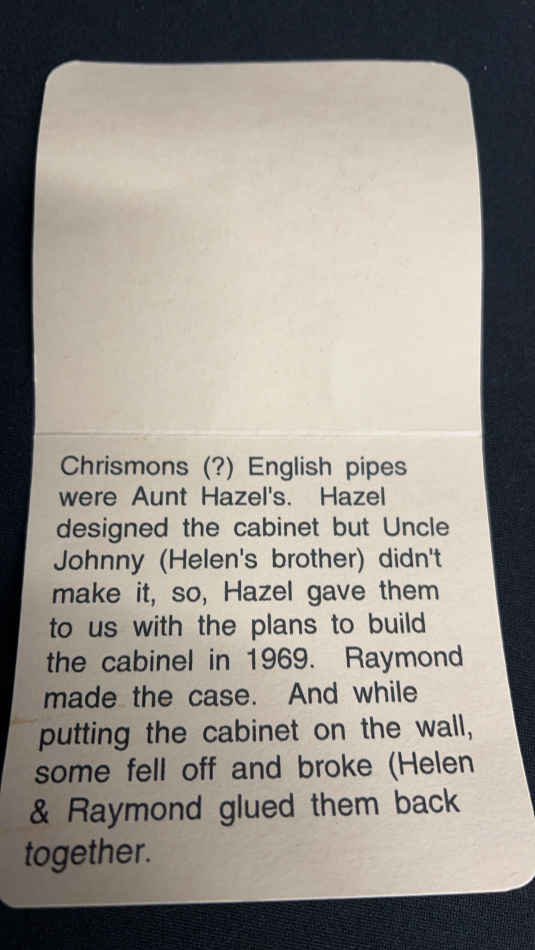 Chrismons (?) English pipes
were Aunt Hazel's. Hazel
designed the cabinet but Uncle
Johnny (Helen's brother) didn't
make it, so, Hazel gave them
to us with the plans to build
the cabinel in 1969. Raymond
made the case. And while
putting the cabinet on the wall,
some fell off and broke (Helen
& Raymond glued them back
together.